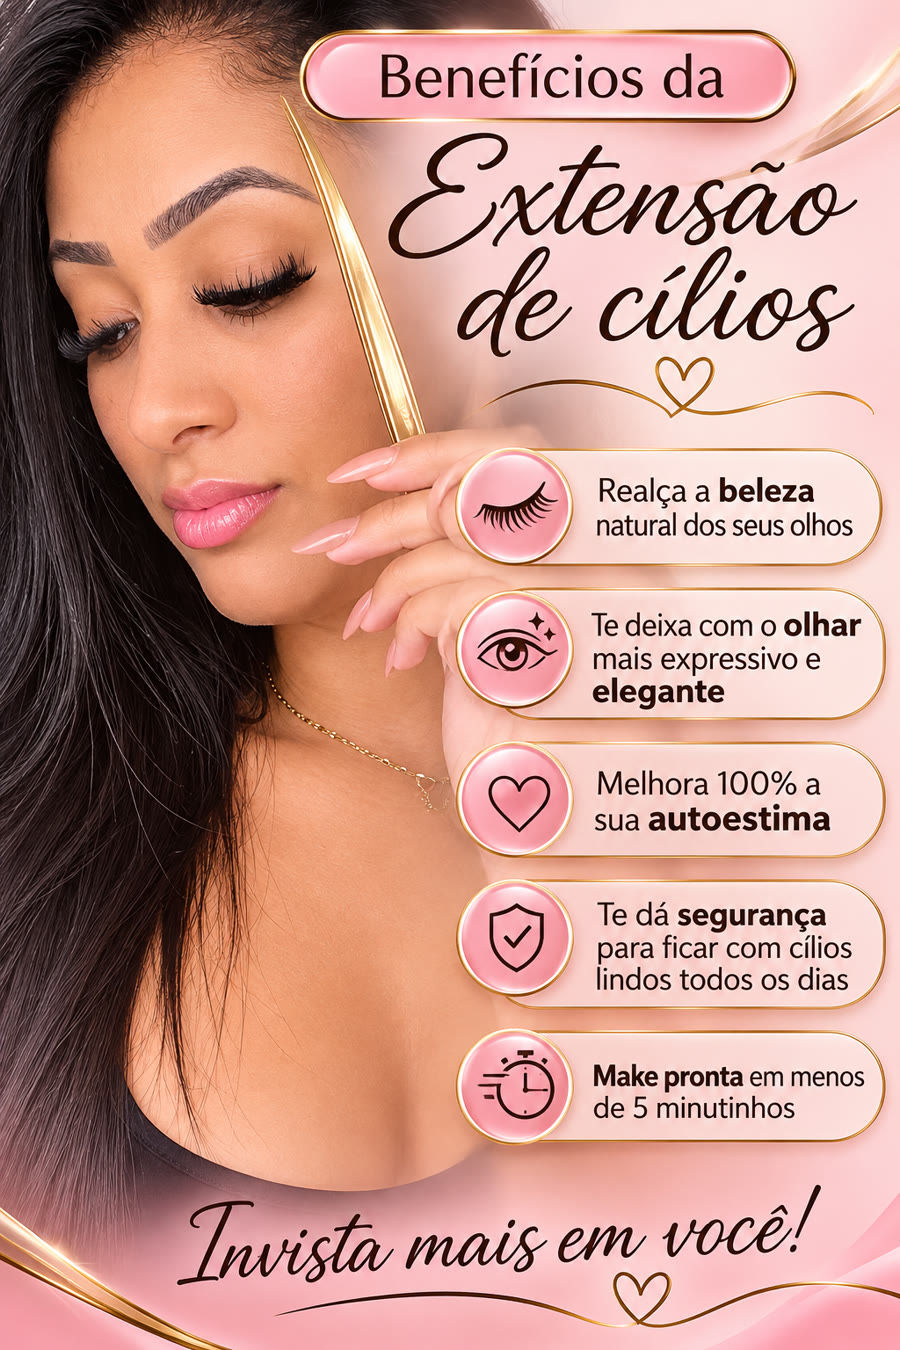 Benefícios da
Extensão
de cílios
Realça a beleza
natural dos seus olhos
Te deixa com o olhar
mais expressivo e
elegante
Melhora 100% a
sua autoestima
Te dá segurança
para ficar com cílios
lindos todos os dias
Make pronta em menos
de 5 minutinhos
Invista mais em você!